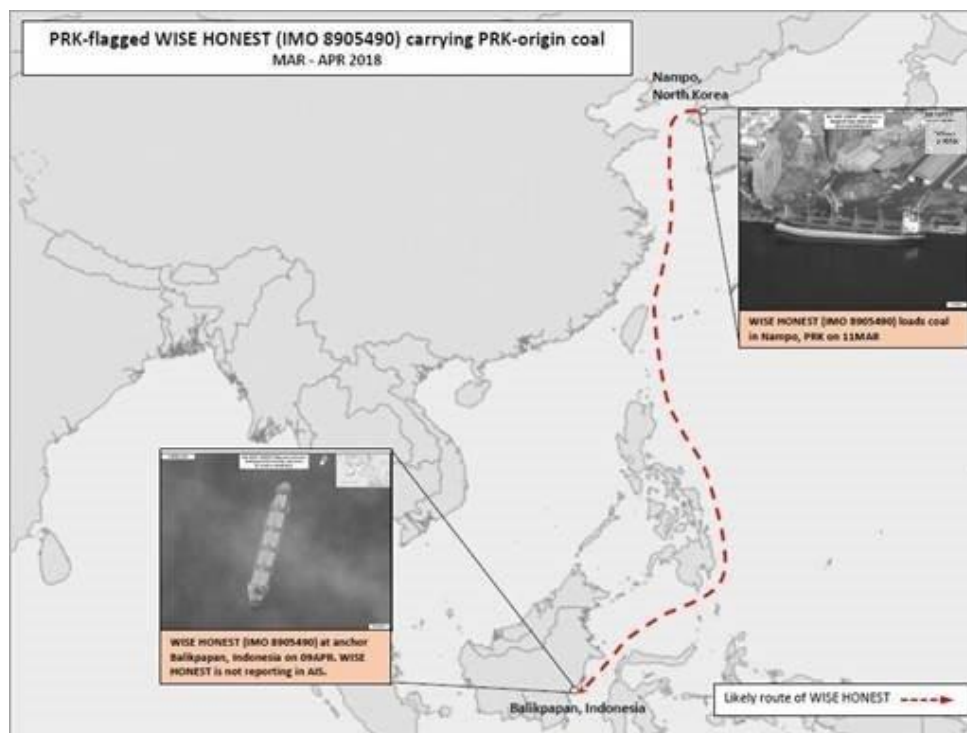 PRK-flagged WISE HONEST (IMO 8905490) carrying PRK-origin coal
MAR - APR 2018
Nampo,
North Korea
WISE HONEST (IMO 8905490) loads coal
in Nampo, PRK on 11MAR
WISE HONEST (IMO 8905490) at anchor
Balikpapan, Indonesia on 09APR. WISE
HONEST is not reporting in AIS.
Balikpapan, Indonesia
Likely route of WISE HONEST